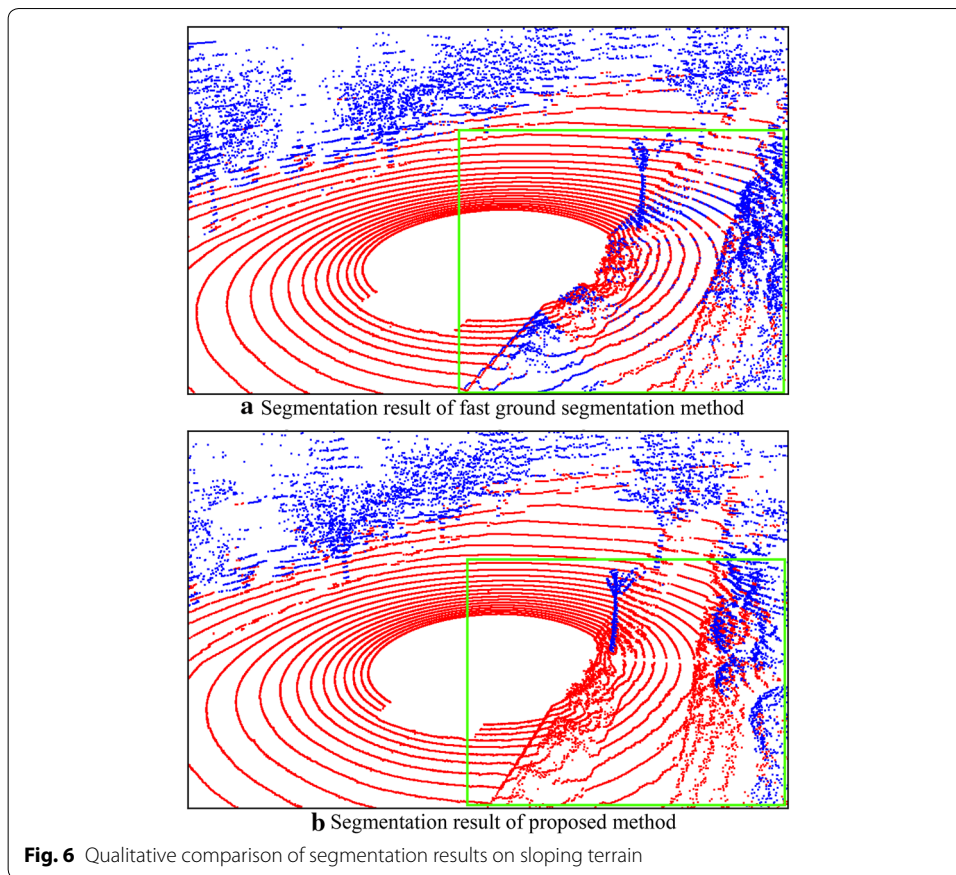 a Segmentation result of fast ground segmentation method
b Segmentation result of proposed method
Fig. 6 Qualitative comparison of segmentation results on sloping terrain